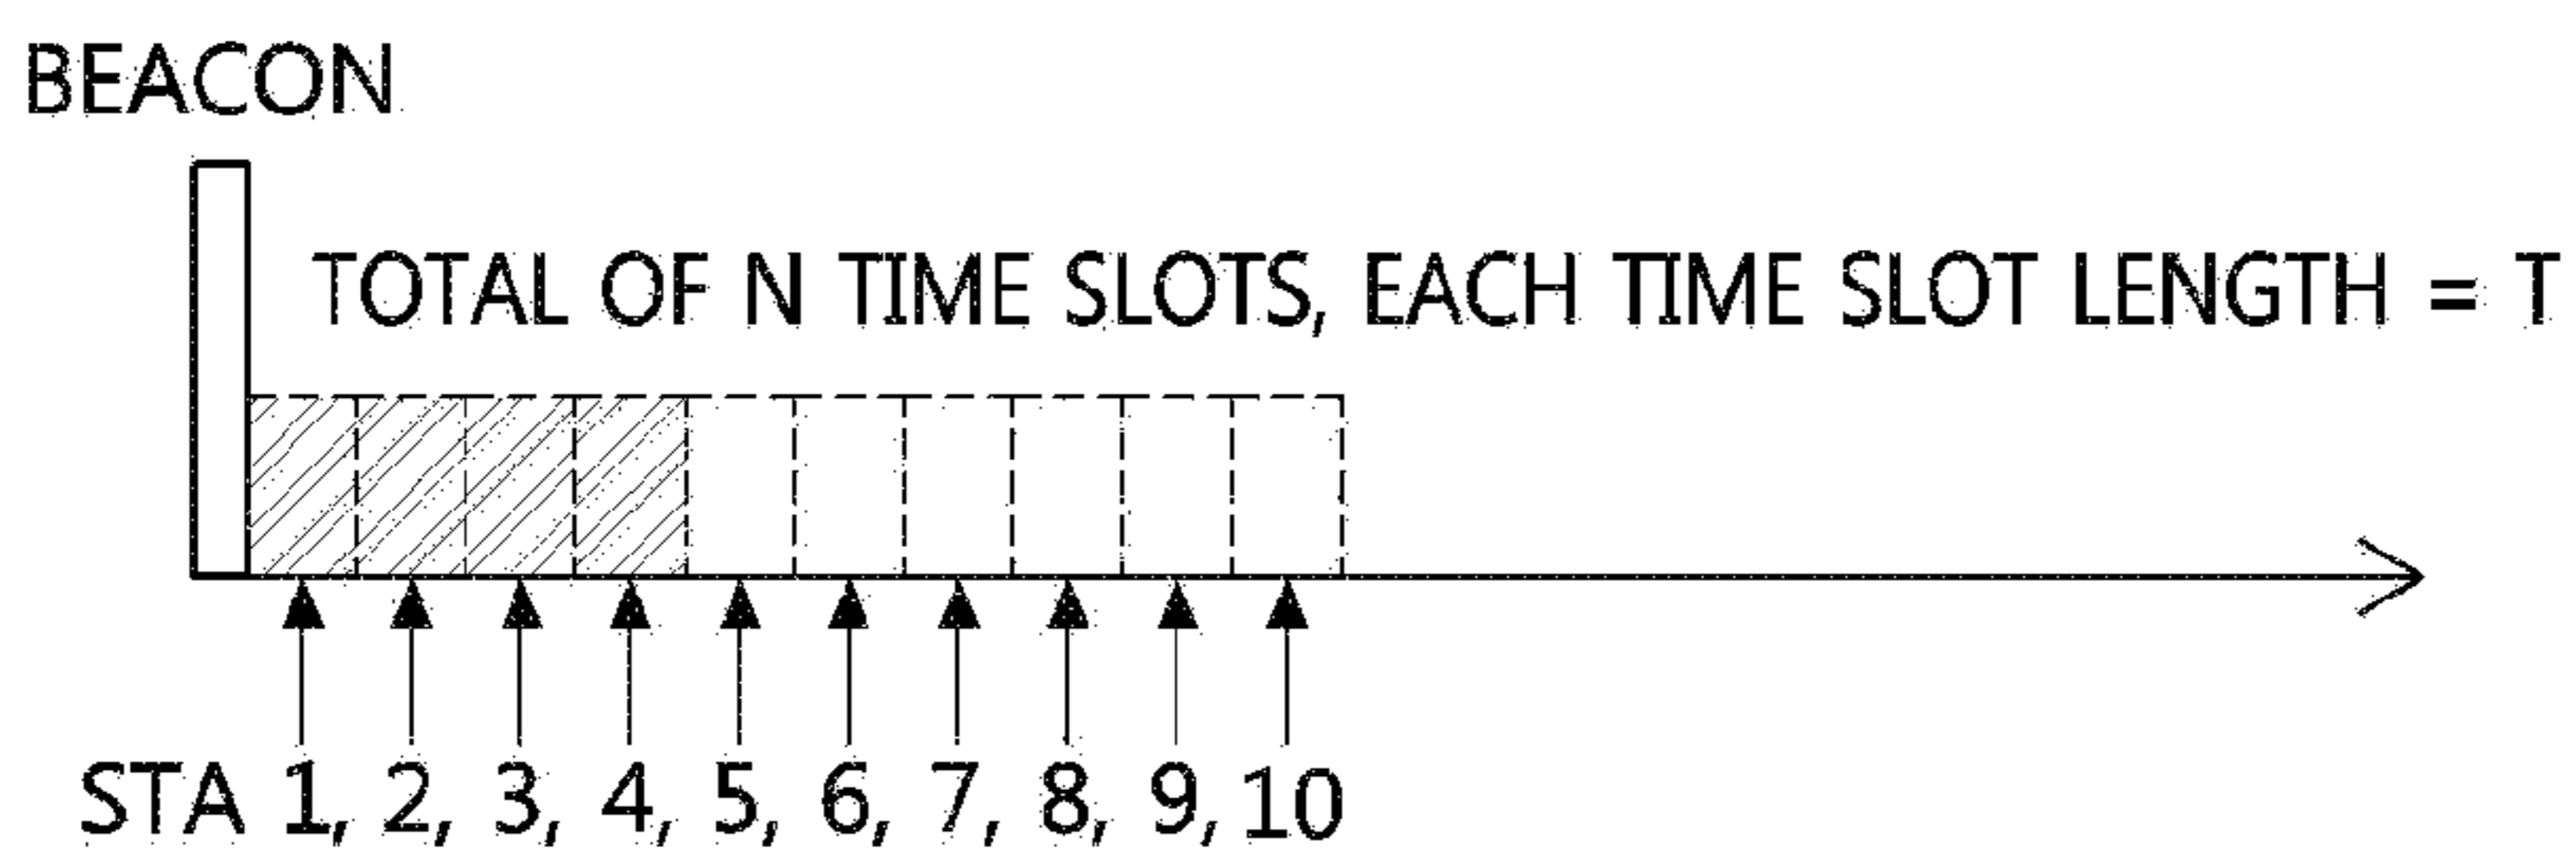 BEACON
TOTAL OF N TIME SLOTS, EACH TIME SLOT LENGTH = T
STA 1, 2, 3, 4, 5, 6, 7, 8, 9, 10